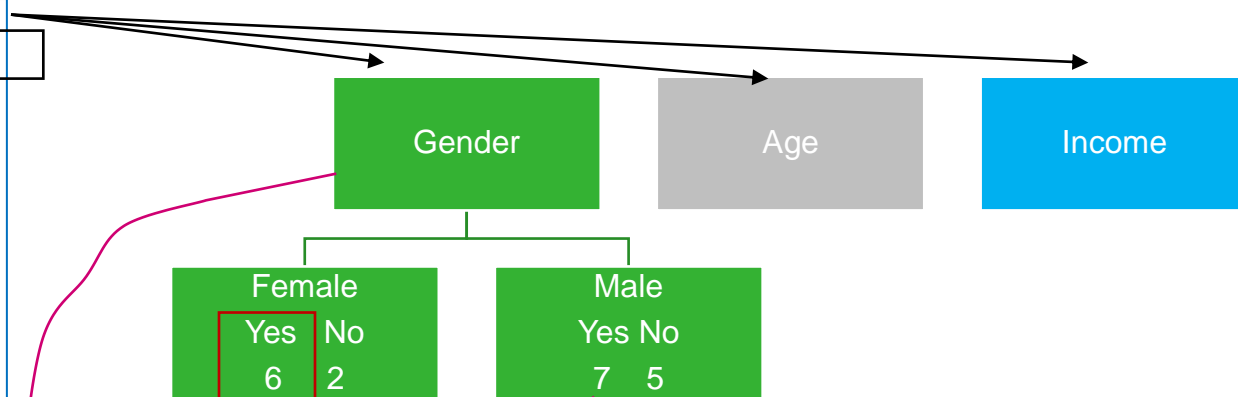 Gender
Age
Income
Female
Yes No
6 2
Male
Yes No
7 5